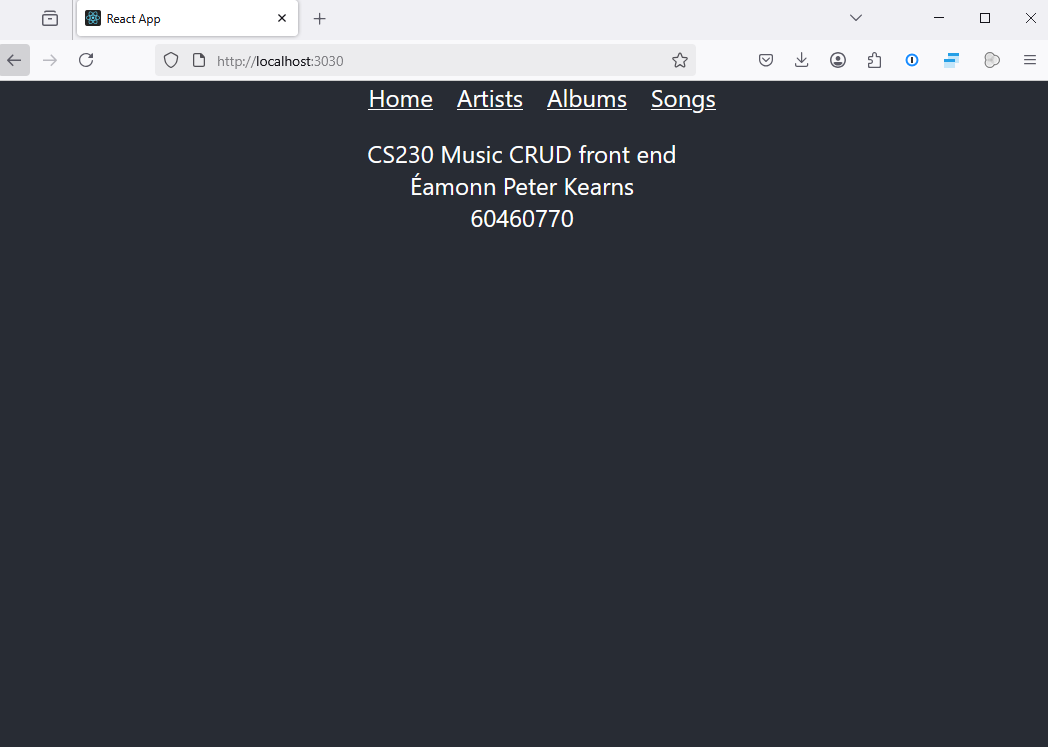 React App
http://localhost:3030
Home Artists Albums Songs
CS230 Music CRUD front end
Éamonn Peter Kearns
60460770